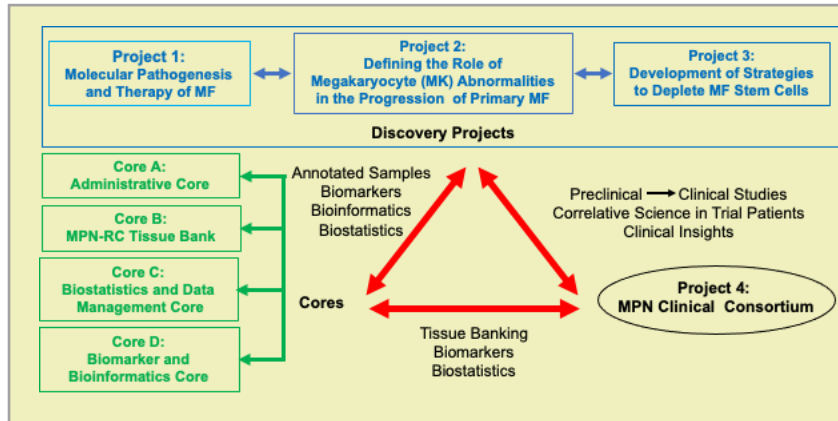 Project 1:
Molecular Pathogenesis
and Therapy of MF
Project 2:
Defining the Role of
Megakaryocyte (MK) Abnormalities
in the Progression of Primary MF
Project 3:
Development of Strategies
to Deplete MF Stem Cells
Discovery Projects
Core A:
Administrative Core
Core B:
MPN-RC Tissue Bank
Core C:
Biostatistics and Data
Management Core
Core D:
Biomarker and
Bioinformatics Core
Annotated Samples
Biomarkers
Bioinformatics
Biostatistics
Preclinical Clinical Studies
Correlative Science in Trial Patients
Clinical Insights
Cores
Project 4:
MPN Clinical Consortium
Tissue Banking
Biomarkers
Biostatistics